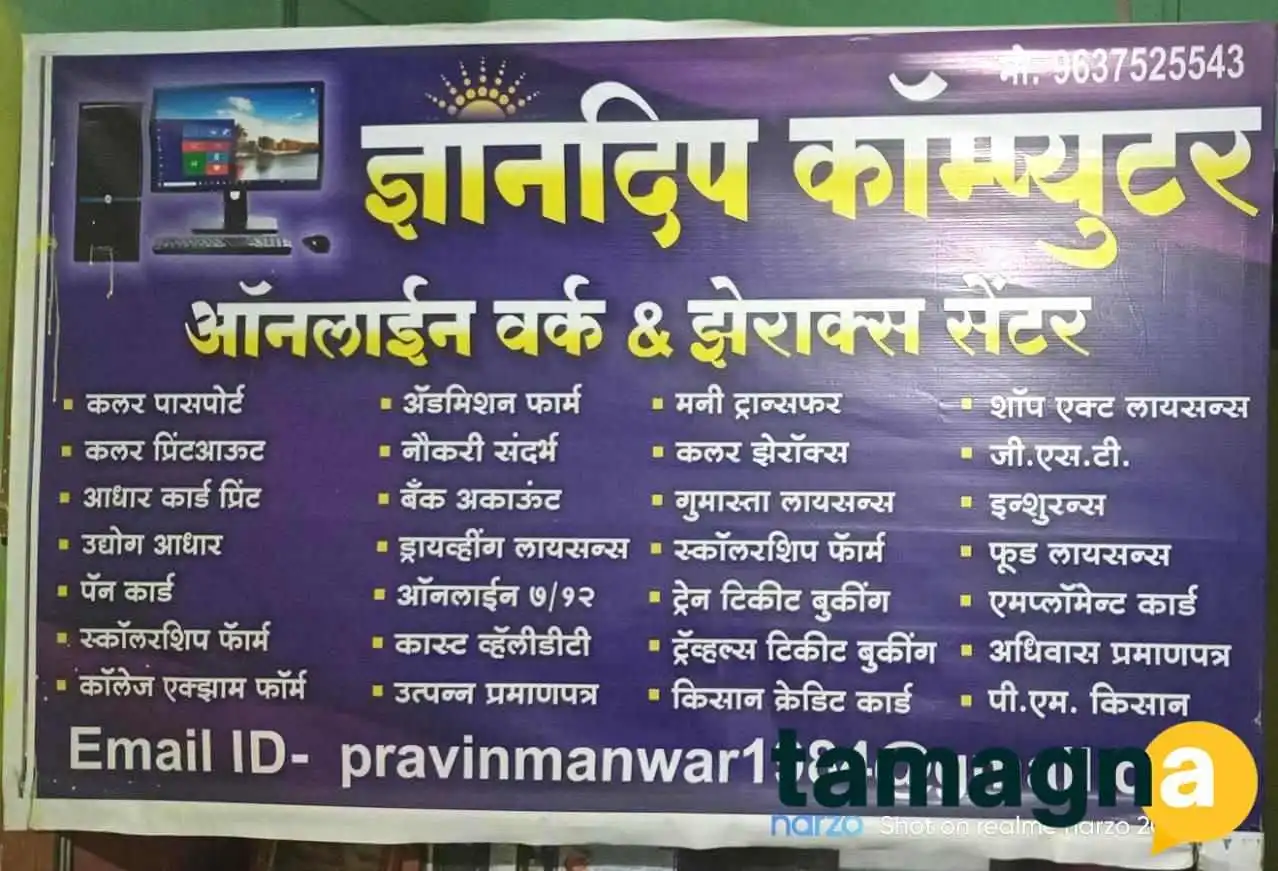 मो. 9637525543
ज्ञानदिप कॉम्प्युटर
ऑनलाईन वर्क & झेराक्स सेंटर
▪ कलर पासपोर्ट ▪ ॲडमिशन फार्म ▪ मनी ट्रान्सफर ▪ शॉप एक्ट लायसन्स
▪ कलर प्रिंटआऊट ▪ नौकरी संदर्भ ▪ कलर झेरॉक्स ▪ जी.एस.टी.
▪ आधार कार्ड प्रिंट ▪ बँक अकाऊंट ▪ गुमास्ता लायसन्स ▪ इन्शुरन्स
▪ उद्योग आधार ▪ ड्रायव्हींग लायसन्स ▪ स्कॉलरशिप फॅार्म ▪ फूड लायसन्स
▪ पॅन कार्ड ▪ ऑनलाईन ७/१२ ▪ ट्रेन टिकीट बुकींग ▪ एमप्लॉमेन्ट कार्ड
▪ स्कॉलरशिप फॅार्म ▪ कास्ट व्हॅलीडीटी ▪ ट्रॅव्हल्स टिकीट बुकींग ▪ अधिवास प्रमाणपत्र
▪ कॉलेज एक्झाम फॉर्म ▪ उत्पन्न प्रमाणपत्र ▪ किसान क्रेडिट कार्ड ▪ पी.एम. किसान
Email ID- pravinmanwar1984@g
tamagna
narzo Shot on realme narzo